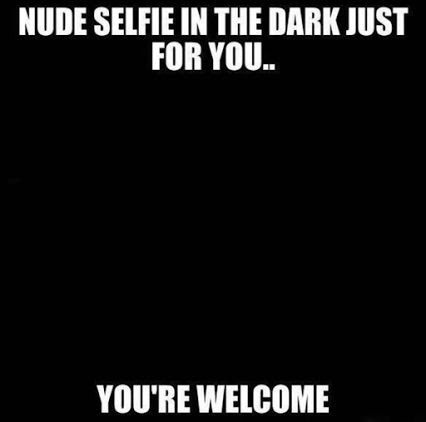 NUDE SELFIE IN THE DARK JUST
FOR YOU..
YOU'RE WELCOME